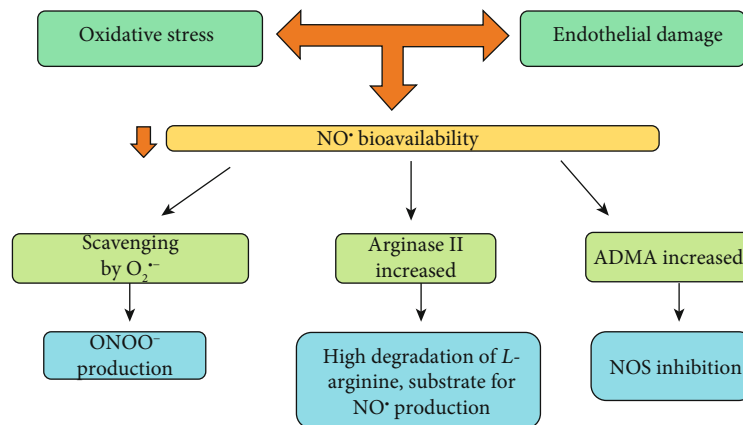 Oxidative stress
Endothelial damage
NO• bioavailability
Scavenging
by O₂•−
Arginase II
increased
ADMA increased
ONOO−
production
High degradation of L-
arginine, substrate for
NO• production
NOS inhibition